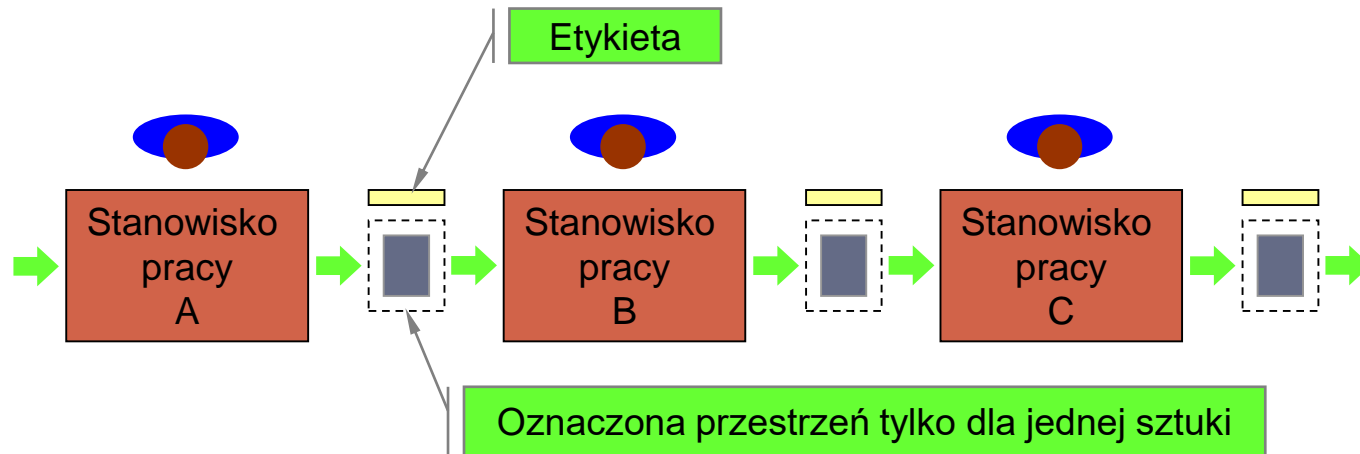 Etykieta
Stanowisko
pracy
A
Stanowisko
pracy
B
Stanowisko
pracy
C
Oznaczona przestrzeń tylko dla jednej sztuki